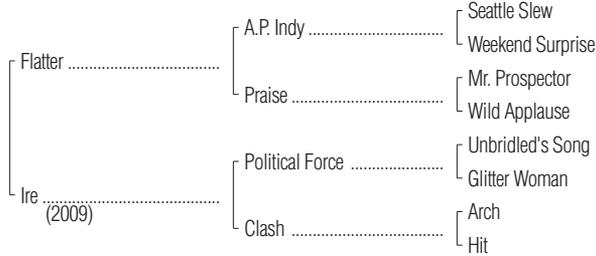 Seattle Slew
A.P. Indy
Weekend Surprise
Flatter
Mr. Prospector
Praise
Wild Applause
Unbridled's Song
Political Force
Glitter Woman
Ire
(2009)
Arch
Clash
Hit